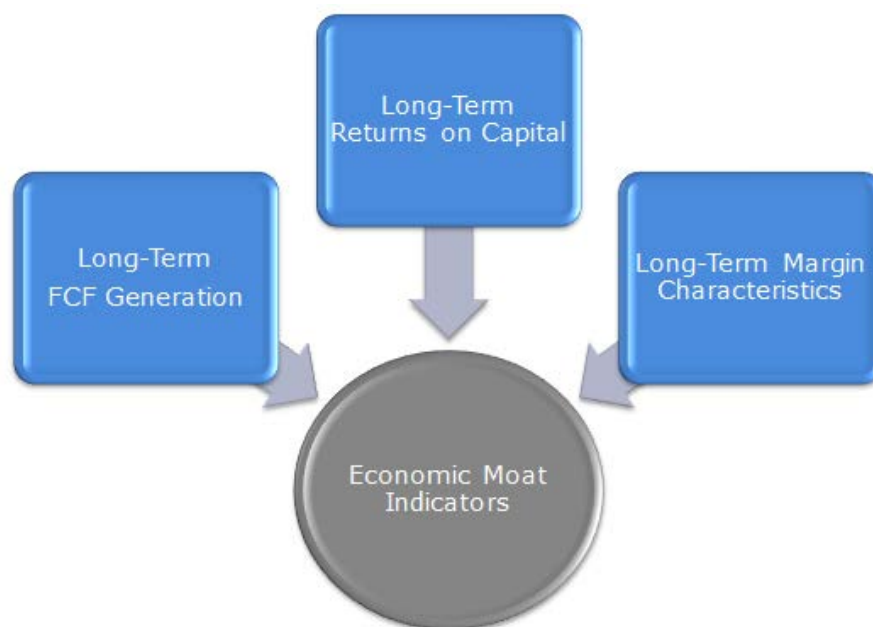 Long-Term
Returns on Capital
Long-Term
FCF Generation
Long-Term Margin
Characteristics
Economic Moat
Indicators